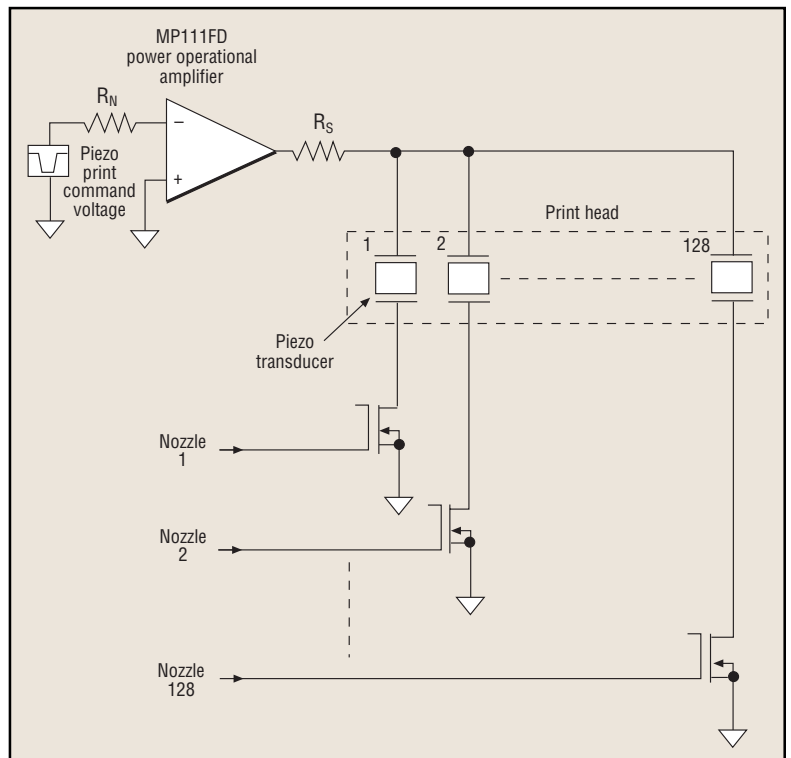 MP111FD
power operational
amplifier
R_N
R_S
−
+
Piezo
print
command
voltage
Print head
1
2
128
Piezo
transducer
Nozzle
1
Nozzle
2
Nozzle
128